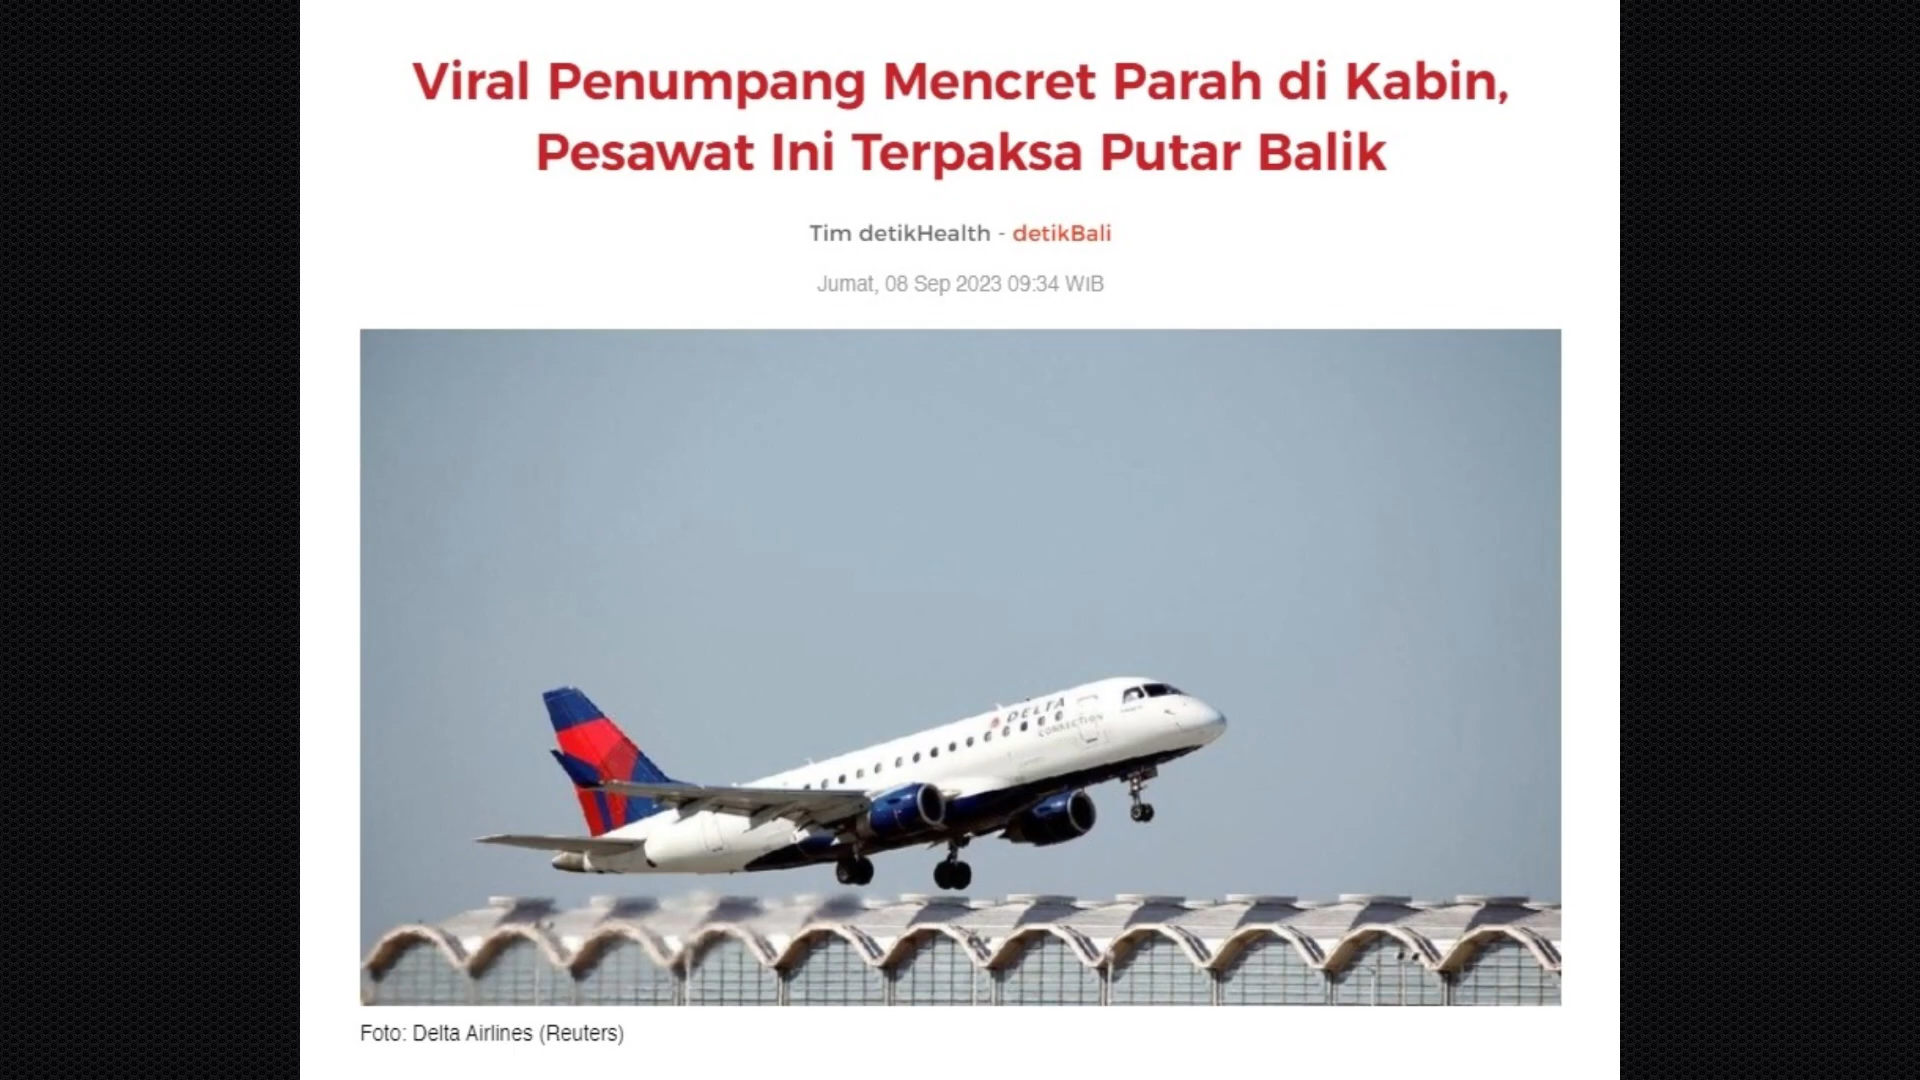 Viral Penumpang Mencret Parah di Kabin,
Pesawat Ini Terpaksa Putar Balik
Tim detikHealth - detikBali
Jumat, 08 Sep 2023 09:34 WIB
DELTA
CONNECTION
Foto: Delta Airlines (Reuters)